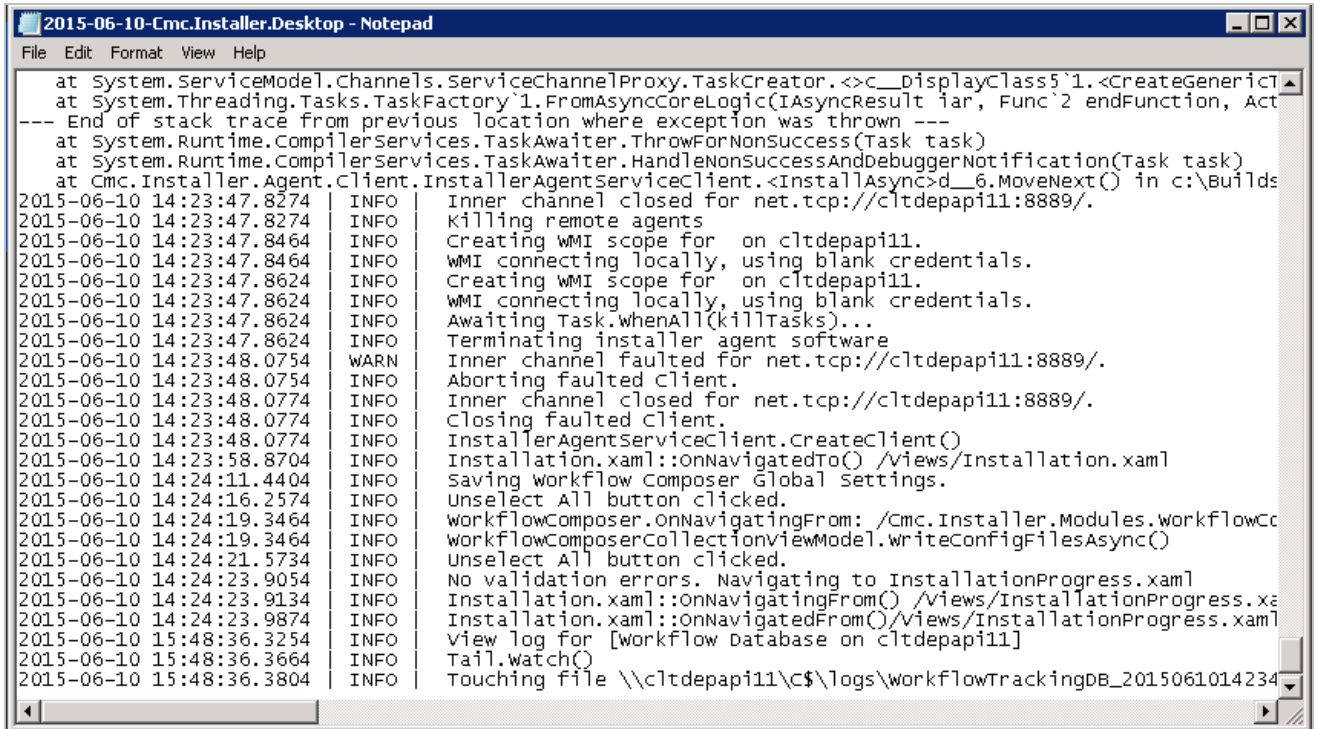 2015-06-10-Cmc.Installer.Desktop - Notepad
File Edit Format View Help
at System.ServiceModel.Channels.ServiceChannelProxy.TaskCreator.<>c__DisplayClass5`1.<CreateGenericT
at System.Threading.Tasks.TaskFactory`1.FromAsyncCoreLogic(IAsyncResult iar, Func`2 endFunction, Act
--- End of stack trace from previous location where exception was thrown ---
at System.Runtime.CompilerServices.TaskAwaiter.ThrowForNonSuccess(Task task)
at System.Runtime.CompilerServices.TaskAwaiter.HandleNonSuccessAndDebuggerNotification(Task task)
at Cmc.Installer.Agent.Client.InstallerAgentServiceClient.<InstallAsync>d__6.MoveNext() in c:\Builds
2015-06-10 14:23:47.8274 | INFO | Inner channel closed for net.tcp://cltdepapi11:8889/.
2015-06-10 14:23:47.8274 | INFO | Killing remote agents
2015-06-10 14:23:47.8464 | INFO | Creating WMI scope for  on cltdepapi11.
2015-06-10 14:23:47.8464 | INFO | WMI connecting locally, using blank credentials.
2015-06-10 14:23:47.8624 | INFO | Creating WMI scope for  on cltdepapi11.
2015-06-10 14:23:47.8624 | INFO | WMI connecting locally, using blank credentials.
2015-06-10 14:23:47.8624 | INFO | Awaiting Task.WhenAll(killTasks)...
2015-06-10 14:23:47.8624 | INFO | Terminating installer agent software
2015-06-10 14:23:48.0754 | WARN | Inner channel faulted for net.tcp://cltdepapi11:8889/.
2015-06-10 14:23:48.0754 | INFO | Aborting faulted Client.
2015-06-10 14:23:48.0774 | INFO | Inner channel closed for net.tcp://cltdepapi11:8889/.
2015-06-10 14:23:48.0774 | INFO | Closing faulted Client.
2015-06-10 14:23:48.0774 | INFO | InstallerAgentServiceClient.CreateClient()
2015-06-10 14:23:58.8704 | INFO | Installation.xaml::OnNavigatedTo() /Views/Installation.xaml
2015-06-10 14:24:11.4404 | INFO | Saving Workflow Composer Global Settings.
2015-06-10 14:24:16.2574 | INFO | Unselect All button clicked.
2015-06-10 14:24:19.3464 | INFO | WorkflowComposer.OnNavigatingFrom: /Cmc.Installer.Modules.WorkflowCo
2015-06-10 14:24:19.3464 | INFO | WorkflowComposerCollectionViewModel.WriteConfigFilesAsync()
2015-06-10 14:24:21.5734 | INFO | Unselect All button clicked.
2015-06-10 14:24:23.9054 | INFO | No validation errors. Navigating to InstallationProgress.xaml
2015-06-10 14:24:23.9134 | INFO | Installation.xaml::OnNavigatingFrom() /Views/InstallationProgress.xa
2015-06-10 14:24:23.9874 | INFO | Installation.xaml::OnNavigatedFrom()/Views/InstallationProgress.xaml
2015-06-10 15:48:36.3254 | INFO | View log for [Workflow Database on cltdepapi11]
2015-06-10 15:48:36.3664 | INFO | Tail.Watch()
2015-06-10 15:48:36.3804 | INFO | Touching file \\cltdepapi11\C$\logs\WorkflowTrackingDB_2015061014234